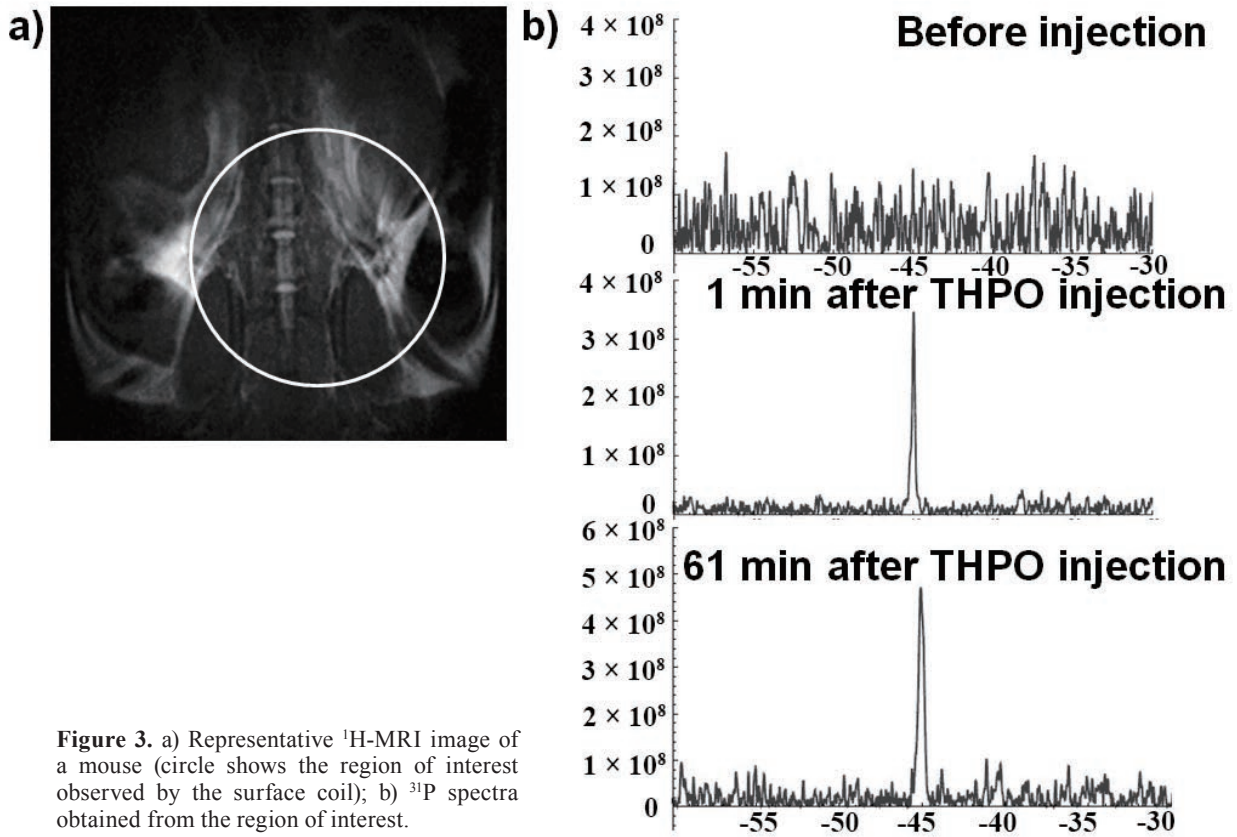 a)
b)
Before injection
4 × 10⁸
3 × 10⁸
2 × 10⁸
1 × 10⁸
0
-55 -50 -45 -40 -35 -30
1 min after THPO injection
4 × 10⁸
3 × 10⁸
2 × 10⁸
1 × 10⁸
0
61 min after THPO injection
6 × 10⁸
5 × 10⁸
4 × 10⁸
3 × 10⁸
2 × 10⁸
1 × 10⁸
0
-55 -50 -45 -40 -35 -30
Figure 3. a) Representative ¹H-MRI image of
a mouse (circle shows the region of interest
observed by the surface coil); b) ³¹P spectra
obtained from the region of interest.